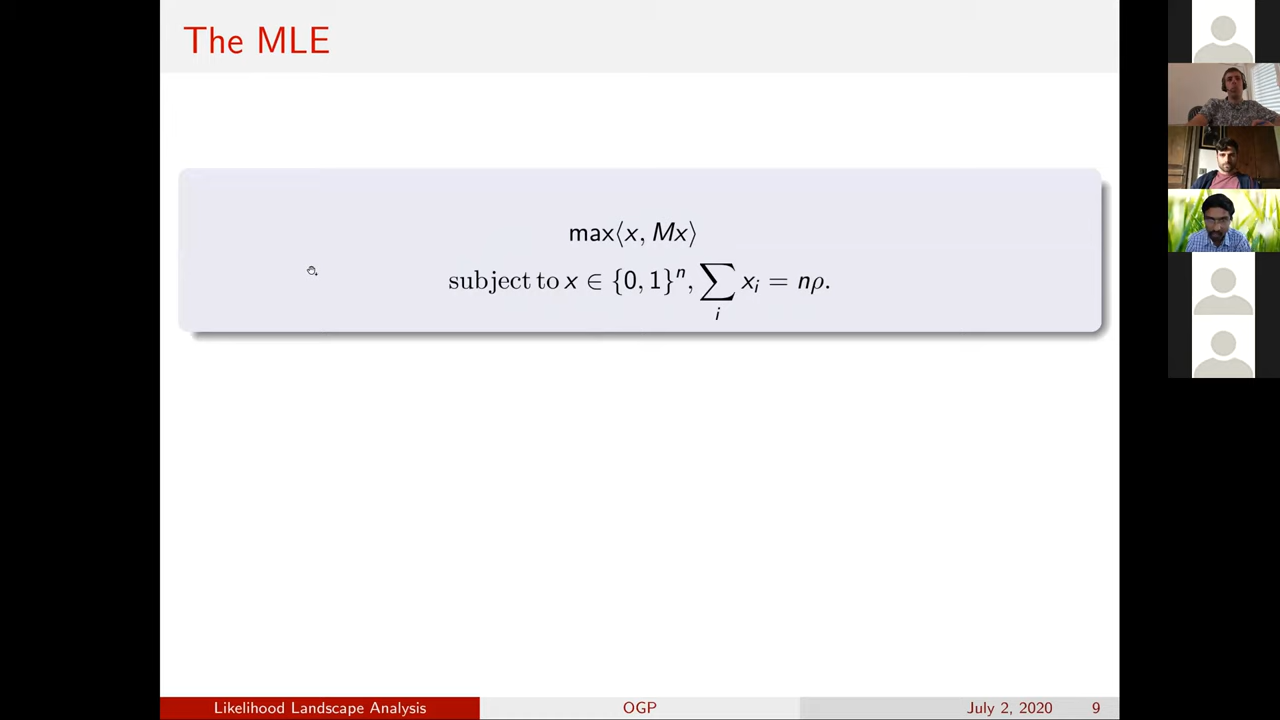 The MLE
max⟨x, Mx⟩
subject to x ∈ {0, 1}ⁿ, ∑ xᵢ = nρ.
i
Likelihood Landscape Analysis OGP July 2, 2020 9